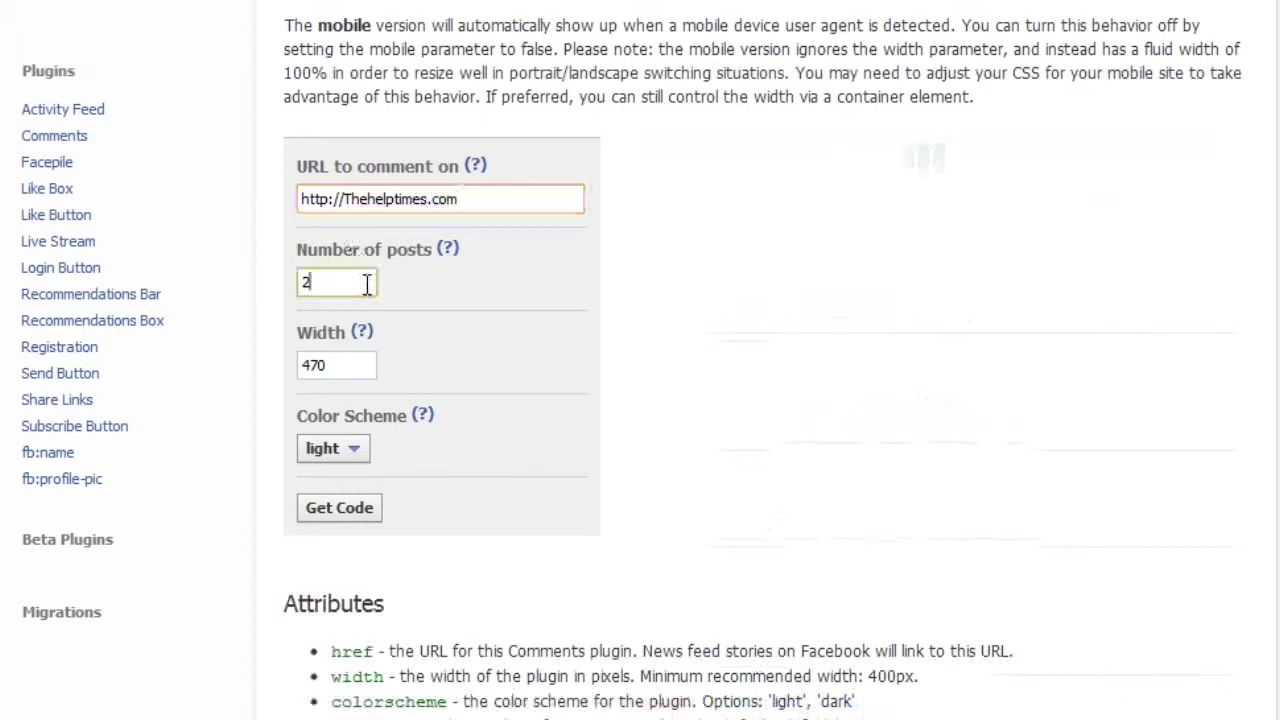 The mobile version will automatically show up when a mobile device user agent is detected. You can turn this behavior off by
setting the mobile parameter to false. Please note: the mobile version ignores the width parameter, and instead has a fluid width of
100% in order to resize well in portrait/landscape switching situations. You may need to adjust your CSS for your mobile site to take
advantage of this behavior. If preferred, you can still control the width via a container element.
Plugins
Activity Feed
Comments
Facepile
Like Box
Like Button
Live Stream
Login Button
Recommendations Bar
Recommendations Box
Registration
Send Button
Share Links
Subscribe Button
fb:name
fb:profile-pic
Beta Plugins
Migrations
URL to comment on (?)
http://Thehelptimes.com
Number of posts (?)
2
Width (?)
470
Color Scheme (?)
light
Get Code
Attributes
• href - the URL for this Comments plugin. News feed stories on Facebook will link to this URL.
• width - the width of the plugin in pixels. Minimum recommended width: 400px.
• colorscheme - the color scheme for the plugin. Options: 'light', 'dark'